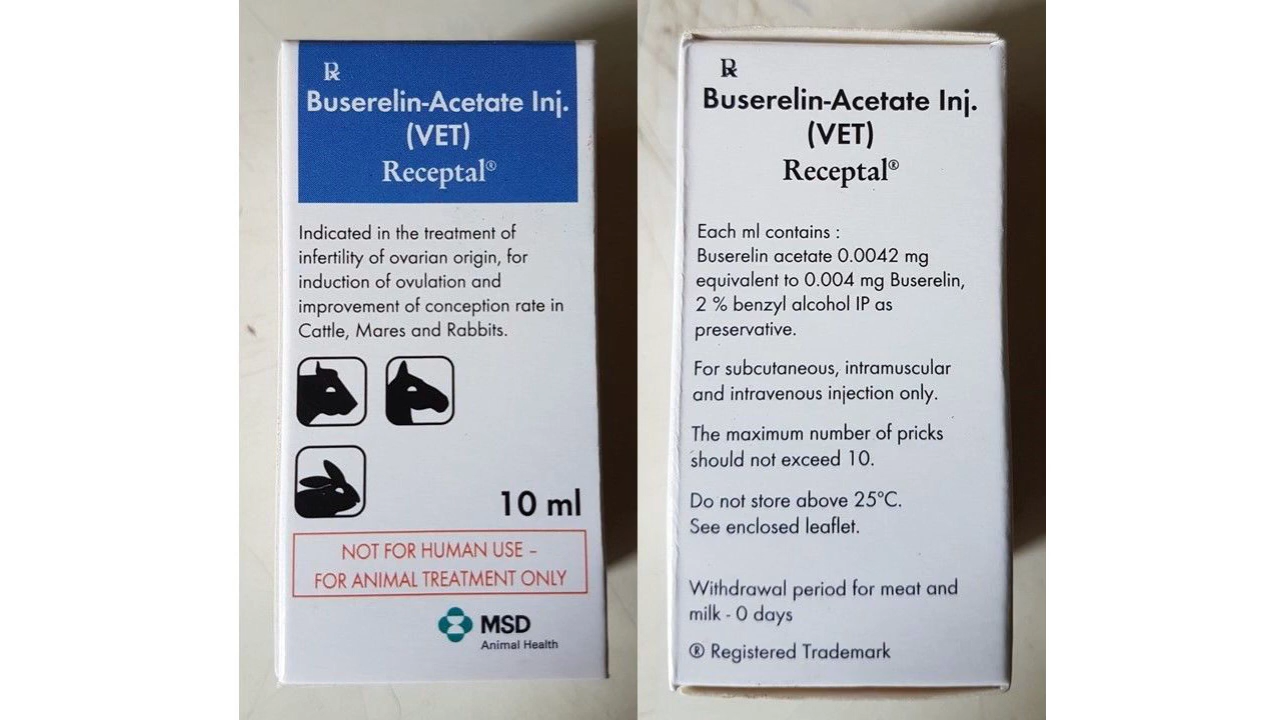 ℞
Buserelin-Acetate Inj.
(VET)
Receptal®
Indicated in the treatment of
infertility of ovarian origin, for
induction of ovulation and
improvement of conception rate in
Cattle, Mares and Rabbits.
10 ml
NOT FOR HUMAN USE –
FOR ANIMAL TREATMENT ONLY
MSD
Animal Health
℞
Buserelin-Acetate Inj.
(VET)
Receptal®
Each ml contains :
Buserelin acetate 0.0042 mg
equivalent to 0.004 mg Buserelin,
2 % benzyl alcohol IP as
preservative.
For subcutaneous, intramuscular
and intravenous injection only.
The maximum number of pricks
should not exceed 10.
Do not store above 25°C.
See enclosed leaflet.
Withdrawal period for meat and
milk - 0 days
® Registered Trademark